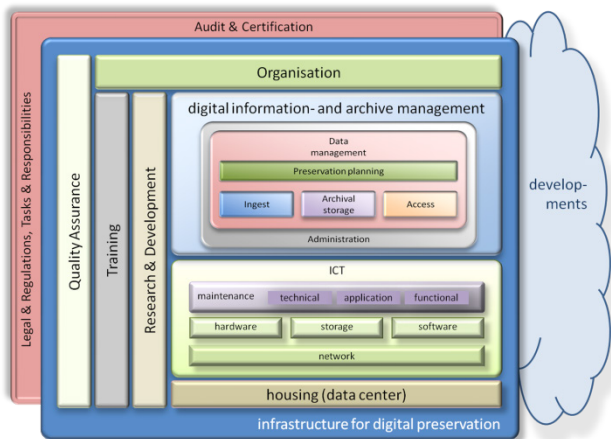 Audit & Certification
Legal & Regulations, Tasks & Responsibilities
Quality Assurance
Organisation
Training
Research & Development
digital information- and archive management
Data
management
Preservation planning
Ingest
Archival
storage
Access
Administration
ICT
maintenance technical application functional
hardware storage software
network
housing (data center)
infrastructure for digital preservation
develop-
ments